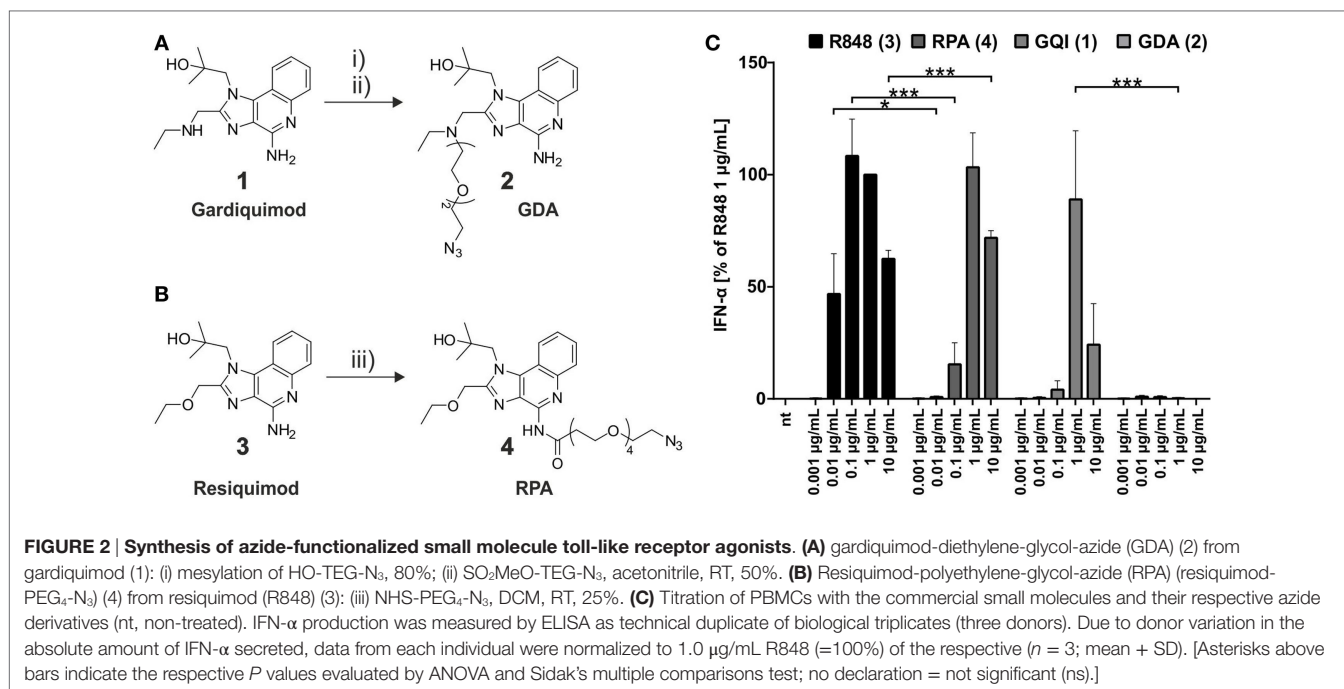 A
HO
N
NH
N
N
NH₂
1
Gardiquimod
i)
ii)
HO
N
N
N
N
NH₂
O
2
N₃
2
GDA
B
HO
N
O
N
N
NH₂
3
Resiquimod
iii)
HO
N
O
N
N
HN
O
O
4
N₃
4
RPA
C
R848 (3) RPA (4) GQI (1) GDA (2)
IFN-α [% of R848 1 µg/mL]
150
100
50
0
***
***
*
***
nt
0.001 µg/mL
0.01 µg/mL
0.1 µg/mL
1 µg/mL
10 µg/mL
0.001 µg/mL
0.01 µg/mL
0.1 µg/mL
1 µg/mL
10 µg/mL
0.001 µg/mL
0.01 µg/mL
0.1 µg/mL
1 µg/mL
10 µg/mL
0.001 µg/mL
0.01 µg/mL
0.1 µg/mL
1 µg/mL
10 µg/mL
FIGURE 2 | Synthesis of azide-functionalized small molecule toll-like receptor agonists. (A) gardiquimod-diethylene-glycol-azide (GDA) (2) from
gardiquimod (1): (i) mesylation of HO-TEG-N₃, 80%; (ii) SO₂MeO-TEG-N₃, acetonitrile, RT, 50%. (B) Resiquimod-polyethylene-glycol-azide (RPA) (resiquimod-
PEG₄-N₃) (4) from resiquimod (R848) (3): (iii) NHS-PEG₄-N₃, DCM, RT, 25%. (C) Titration of PBMCs with the commercial small molecules and their respective azide
derivatives (nt, non-treated). IFN-α production was measured by ELISA as technical duplicate of biological triplicates (three donors). Due to donor variation in the
absolute amount of IFN-α secreted, data from each individual were normalized to 1.0 µg/mL R848 (=100%) of the respective (n = 3; mean + SD). [Asterisks above
bars indicate the respective P values evaluated by ANOVA and Sidak's multiple comparisons test; no declaration = not significant (ns).]